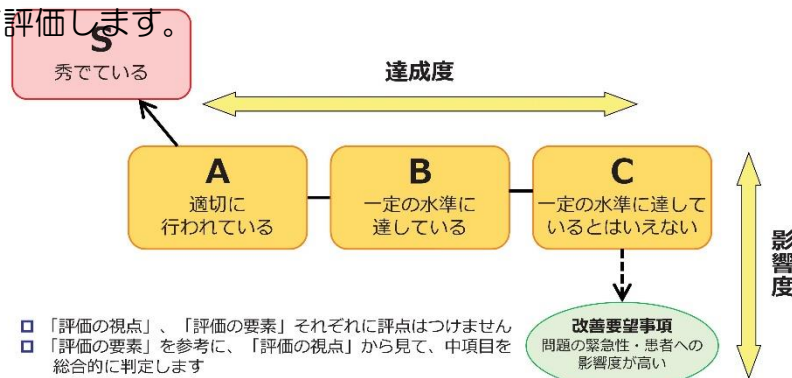 評価します。
S
秀でている
達成度
A
適切に
行われている
B
一定の水準に
達している
C
一定の水準に達して
いるとはいえない
影響度
「評価の視点」、「評価の要素」それぞれに評点はつけません
「評価の要素」を参考に、「評価の視点」から見て、中項目を
総合的に判定します
改善要望事項
問題の緊急性・患者への
影響度が高い